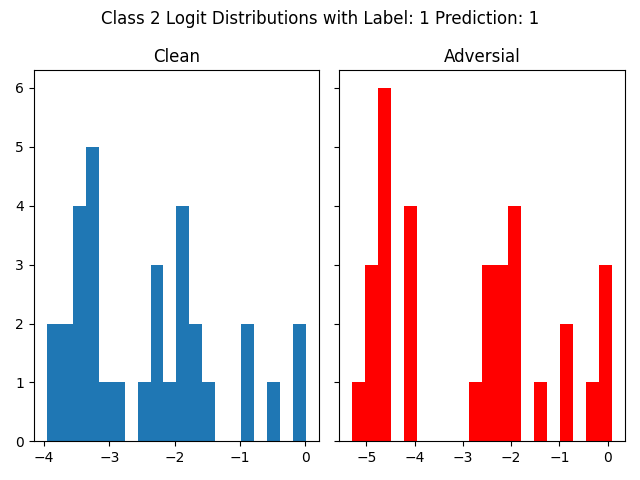 Class 2 Logit Distributions with Label: 1 Prediction: 1
Clean
Adversial
6
5
4
3
2
1
0
−4 −3 −2 −1 0
−5 −4 −3 −2 −1 0